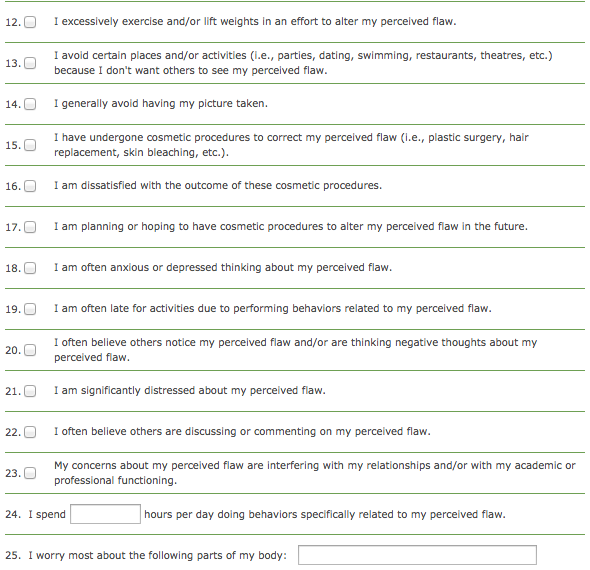 12. I excessively exercise and/or lift weights in an effort to alter my perceived flaw.
13. I avoid certain places and/or activities (i.e., parties, dating, swimming, restaurants, theatres, etc.)
because I don't want others to see my perceived flaw.
14. I generally avoid having my picture taken.
15. I have undergone cosmetic procedures to correct my perceived flaw (i.e., plastic surgery, hair
replacement, skin bleaching, etc.).
16. I am dissatisfied with the outcome of these cosmetic procedures.
17. I am planning or hoping to have cosmetic procedures to alter my perceived flaw in the future.
18. I am often anxious or depressed thinking about my perceived flaw.
19. I am often late for activities due to performing behaviors related to my perceived flaw.
20. I often believe others notice my perceived flaw and/or are thinking negative thoughts about my
perceived flaw.
21. I am significantly distressed about my perceived flaw.
22. I often believe others are discussing or commenting on my perceived flaw.
23. My concerns about my perceived flaw are interfering with my relationships and/or with my academic or
professional functioning.
24. I spend hours per day doing behaviors specifically related to my perceived flaw.
25. I worry most about the following parts of my body: